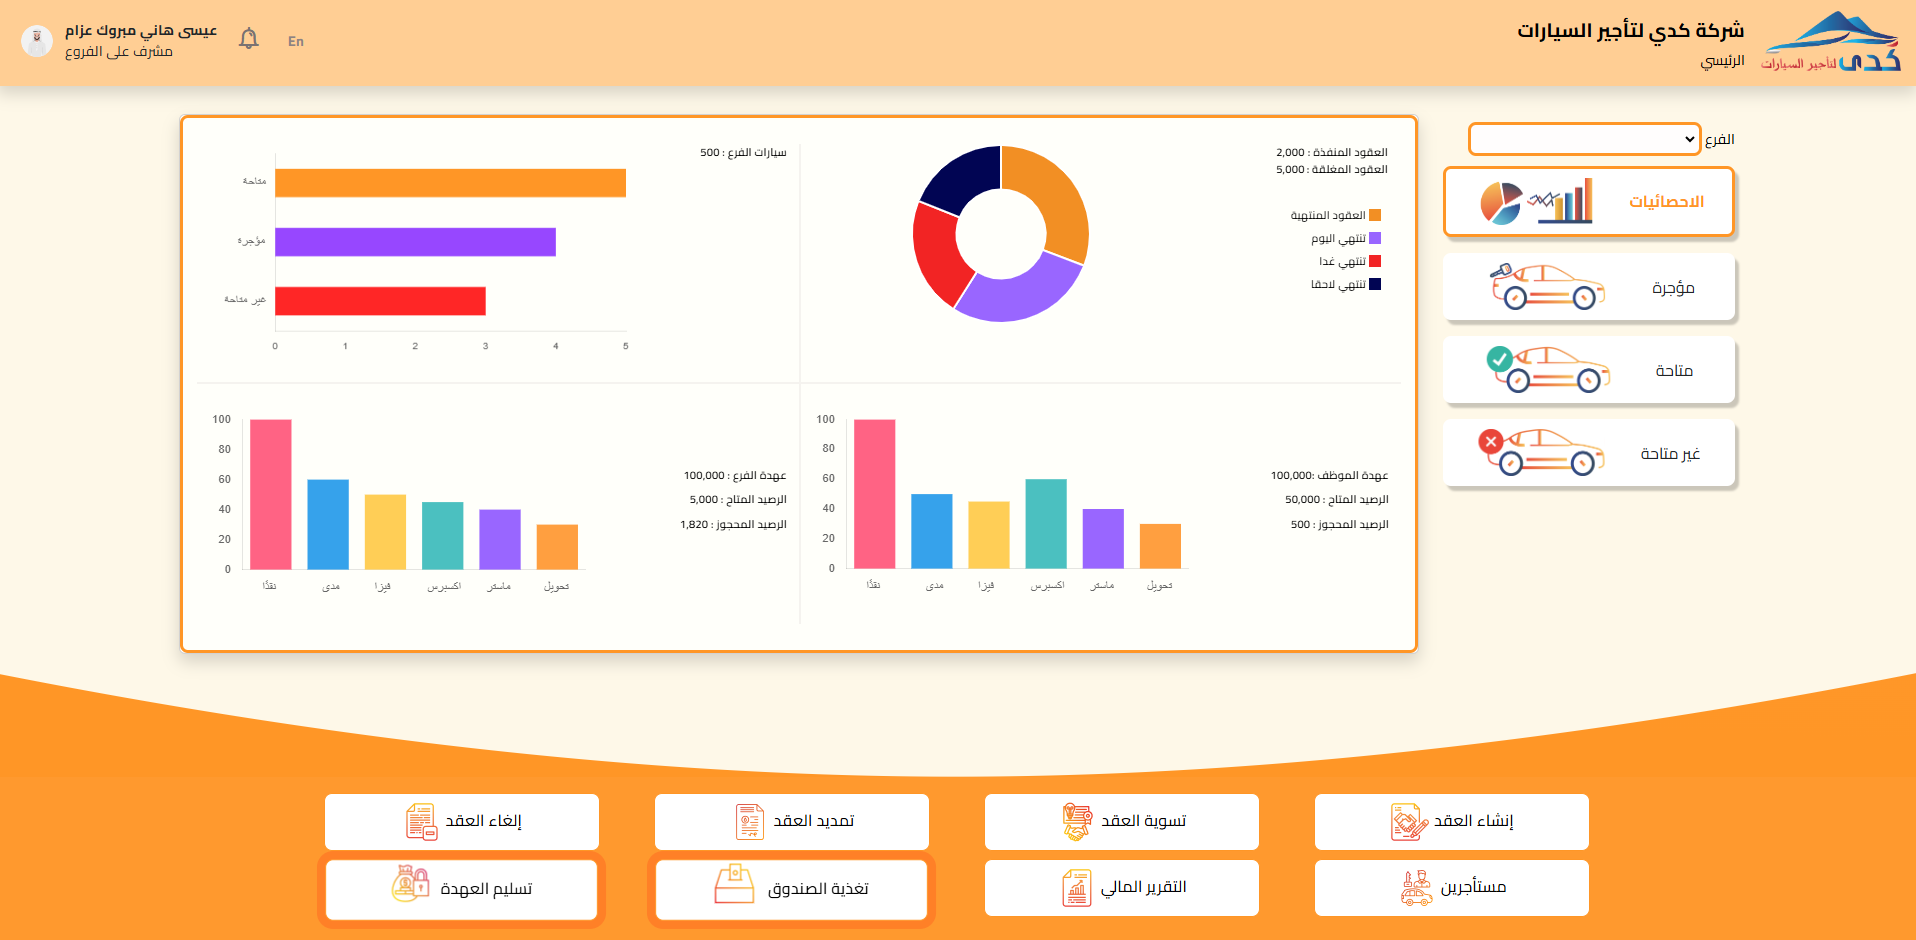 كدي لتأجير السيارات
شركة كدي لتأجير السيارات
الرئيسي
En
عيسى هاني مبروك عزام
مشرف على الفروع
الفرع
الاحصائيات
مؤجرة
متاحة
غير متاحة
العقود المنفذة : 2,000
العقود المغلقة : 5,000
العقود المنتهية
تنتهي اليوم
تنتهي غدا
تنتهي لاحقا
سيارات الفرع : 500
متاحة
مؤجرة
غير متاحة
0 1 2 3 4 5
عهدة الموظف :100,000
الرصيد المتاح : 50,000
الرصيد المحجوز : 500
100
80
60
40
20
0
نقدًا مدى فيزا اكسبرس ماستر تحويل
عهدة الفرع : 100,000
الرصيد المتاح : 5,000
الرصيد المحجوز : 1,820
100
80
60
40
20
0
نقدًا مدى فيزا اكسبرس ماستر تحويل
إنشاء العقد
تسوية العقد
تمديد العقد
إلغاء العقد
مستأجرين
التقرير المالي
تغذية الصندوق
تسليم العهدة